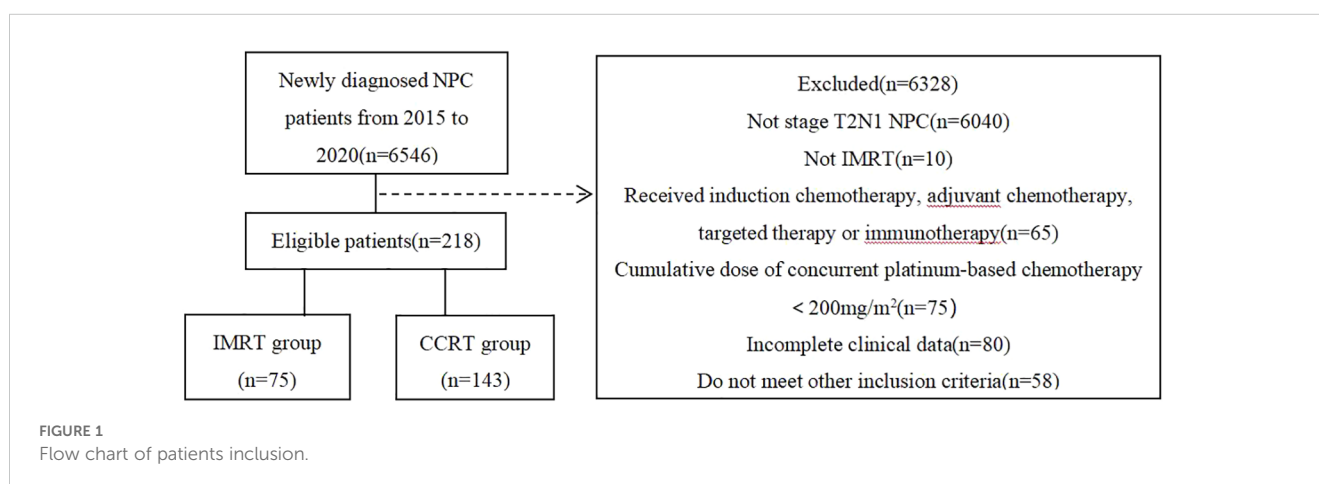 Newly diagnosed NPC
patients from 2015 to
2020(n=6546)
Eligible patients(n=218)
IMRT group
(n=75)
CCRT group
(n=143)
Excluded(n=6328)
Not stage T2N1 NPC(n=6040)
Not IMRT(n=10)
Received induction chemotherapy, adjuvant chemotherapy,
targeted therapy or immunotherapy(n=65)
Cumulative dose of concurrent platinum-based chemotherapy
< 200mg/m²(n=75)
Incomplete clinical data(n=80)
Do not meet other inclusion criteria(n=58)
FIGURE 1
Flow chart of patients inclusion.